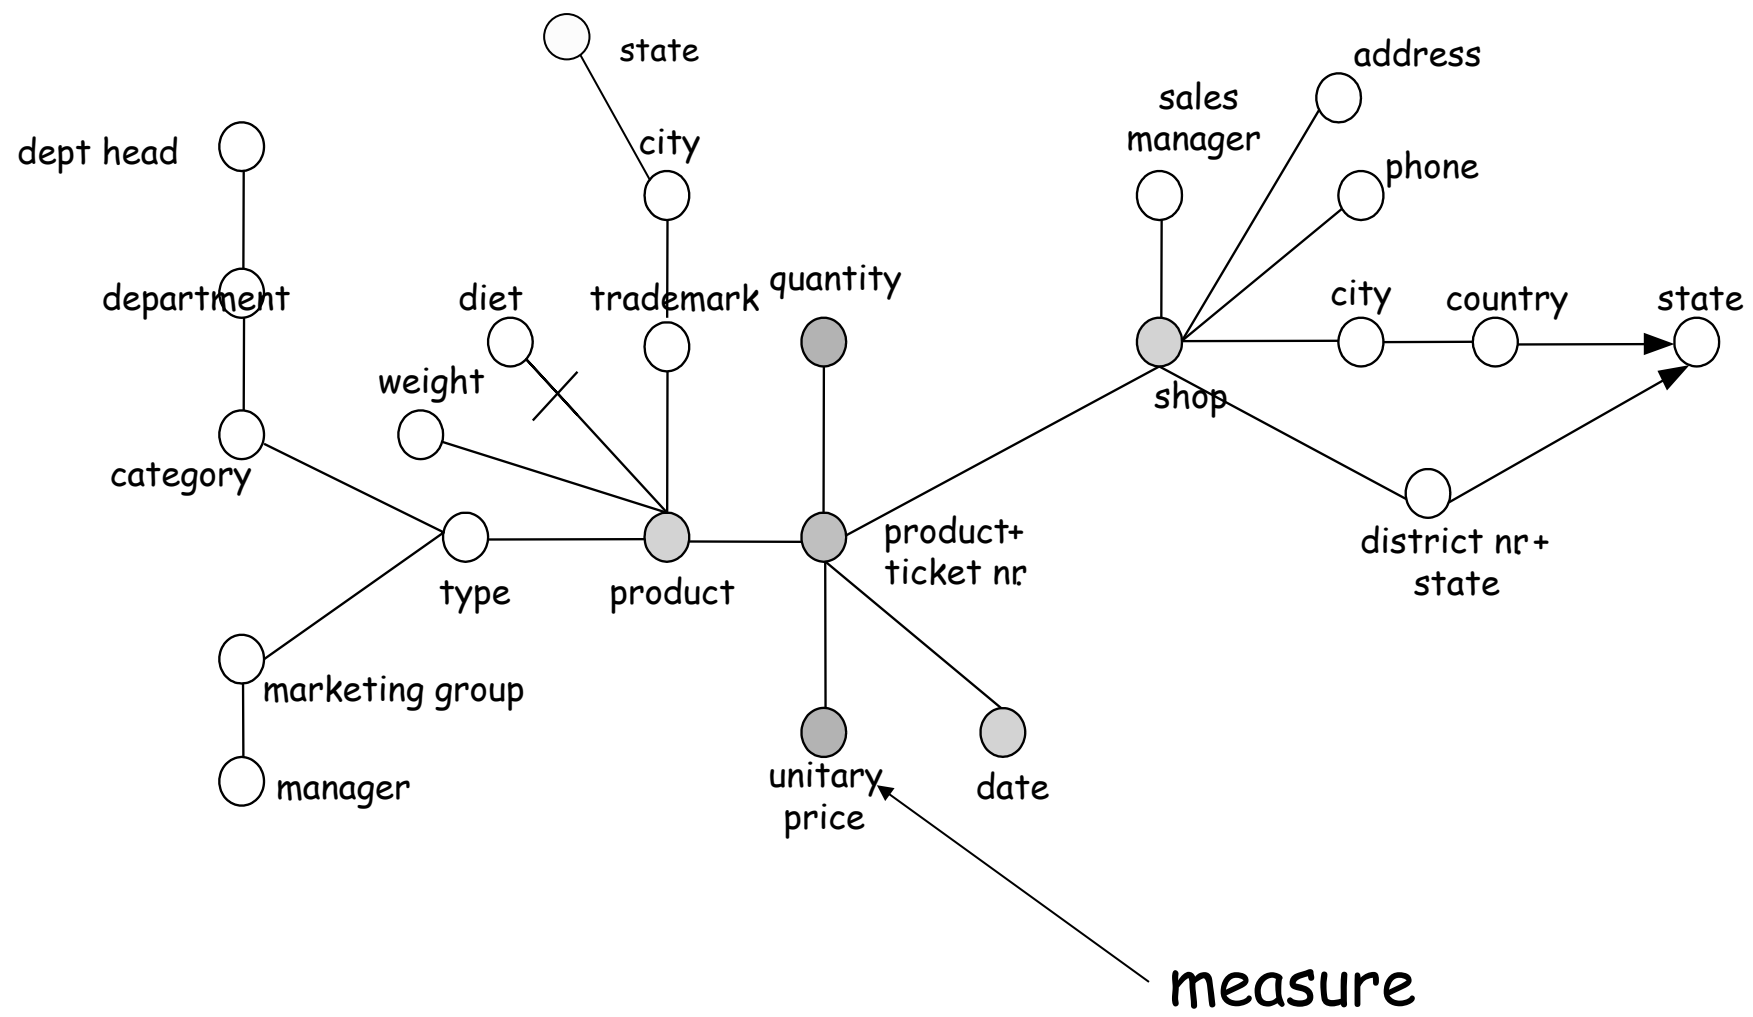 state
address
sales
manager
dept head
city
phone
department
diet
trademark
quantity
city
country
state
weight
shop
category
product+
ticket nr.
district nr.+
state
type
product
marketing group
manager
unitary
price
date
measure